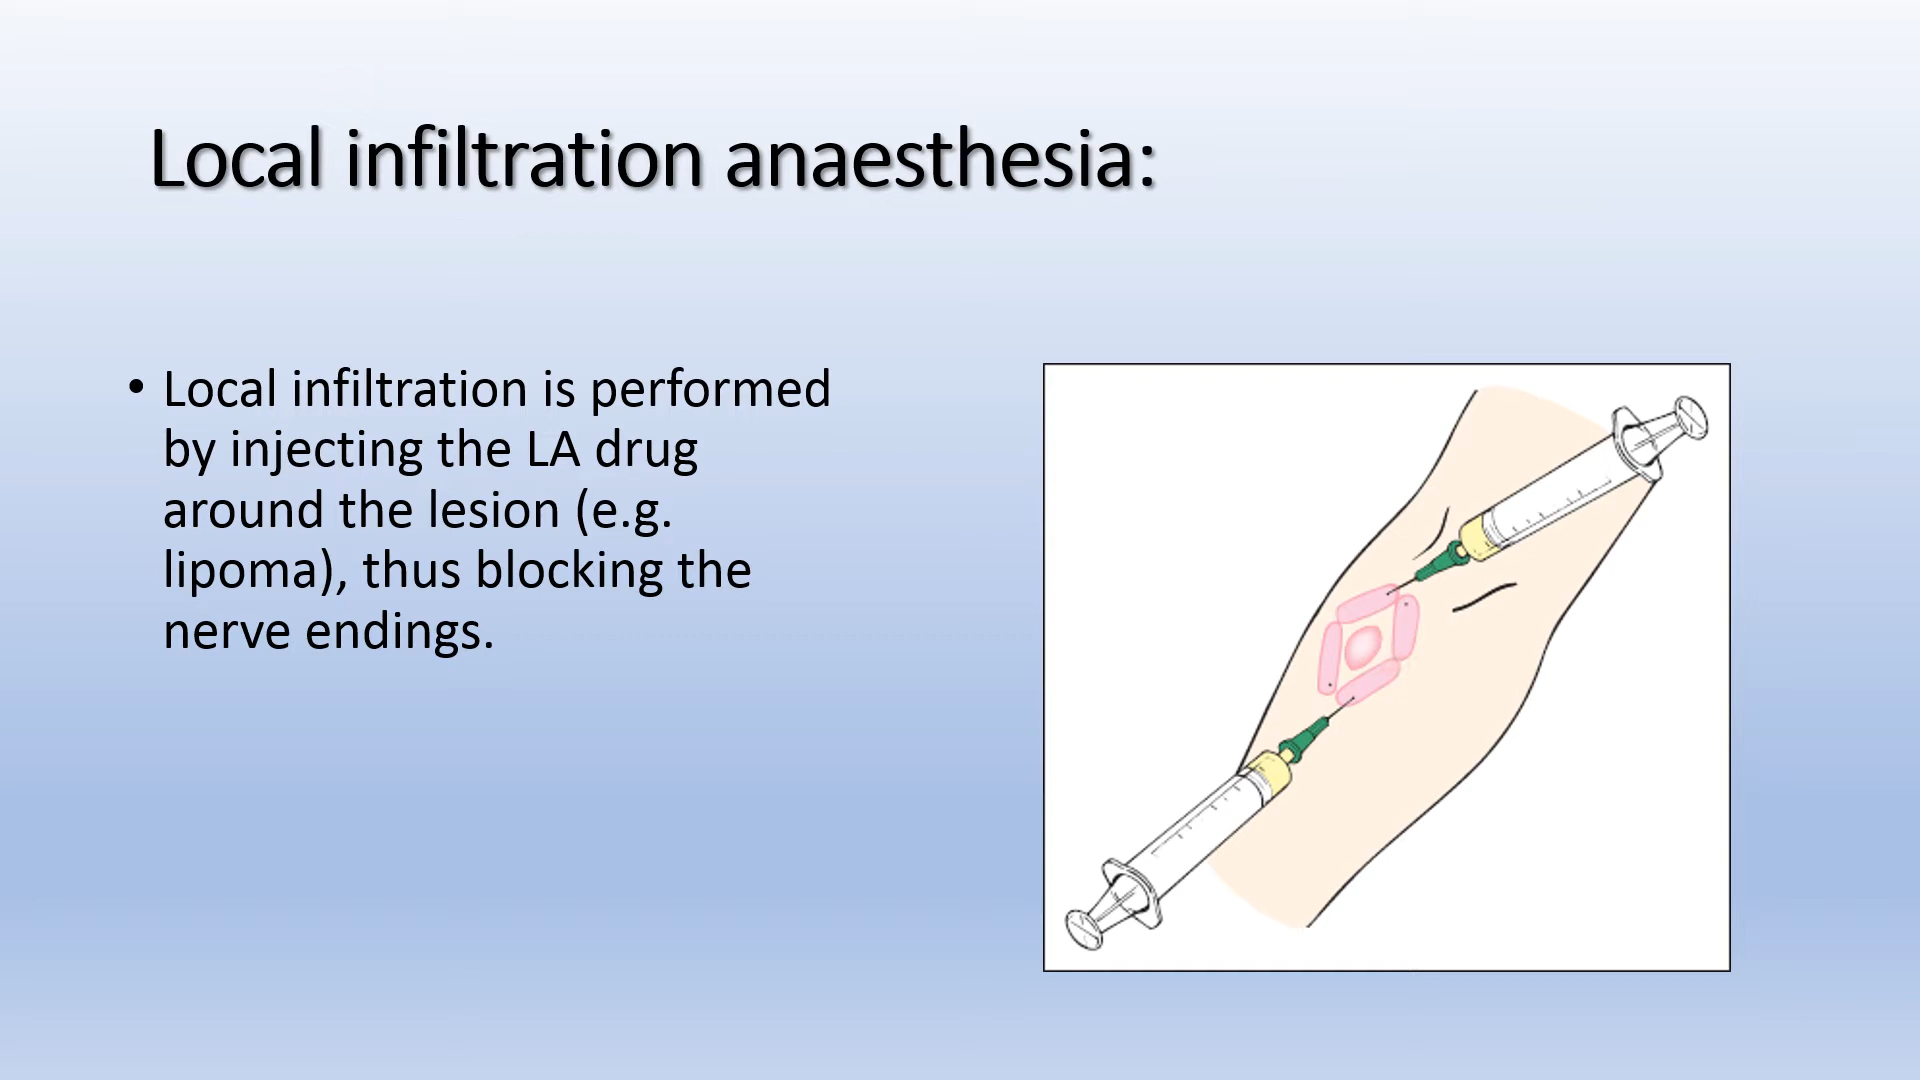 Local infiltration anaesthesia:
• Local infiltration is performed
by injecting the LA drug
around the lesion (e.g.
lipoma), thus blocking the
nerve endings.